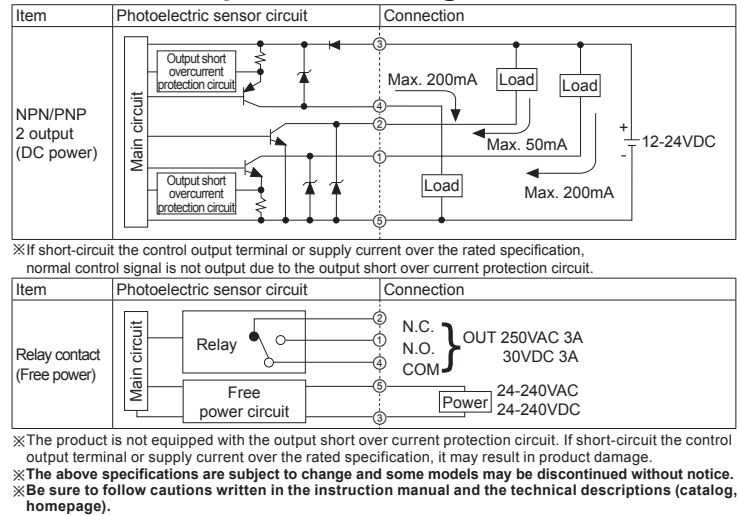 Item Photoelectric sensor circuit Connection
NPN/PNP
2 output
(DC power)
Main circuit
Output short
overcurrent
protection circuit
Output short
overcurrent
protection circuit
③
④
②
①
⑤
Max. 200mA
Load
Load
Max. 50mA
Load
Max. 200mA
+
-
12-24VDC
※If short-circuit the control output terminal or supply current over the rated specification,
normal control signal is not output due to the output short over current protection circuit.
Item Photoelectric sensor circuit Connection
Relay contact
(Free power)
Main circuit
Relay
Free
power circuit
②
①
④
⑤
③
N.C.
N.O.
COM
OUT 250VAC 3A
30VDC 3A
Power
24-240VAC
24-240VDC
※The product is not equipped with the output short over current protection circuit. If short-circuit the control
output terminal or supply current over the rated specification, it may result in product damage.
※The above specifications are subject to change and some models may be discontinued without notice.
※Be sure to follow cautions written in the instruction manual and the technical descriptions (catalog,
homepage).